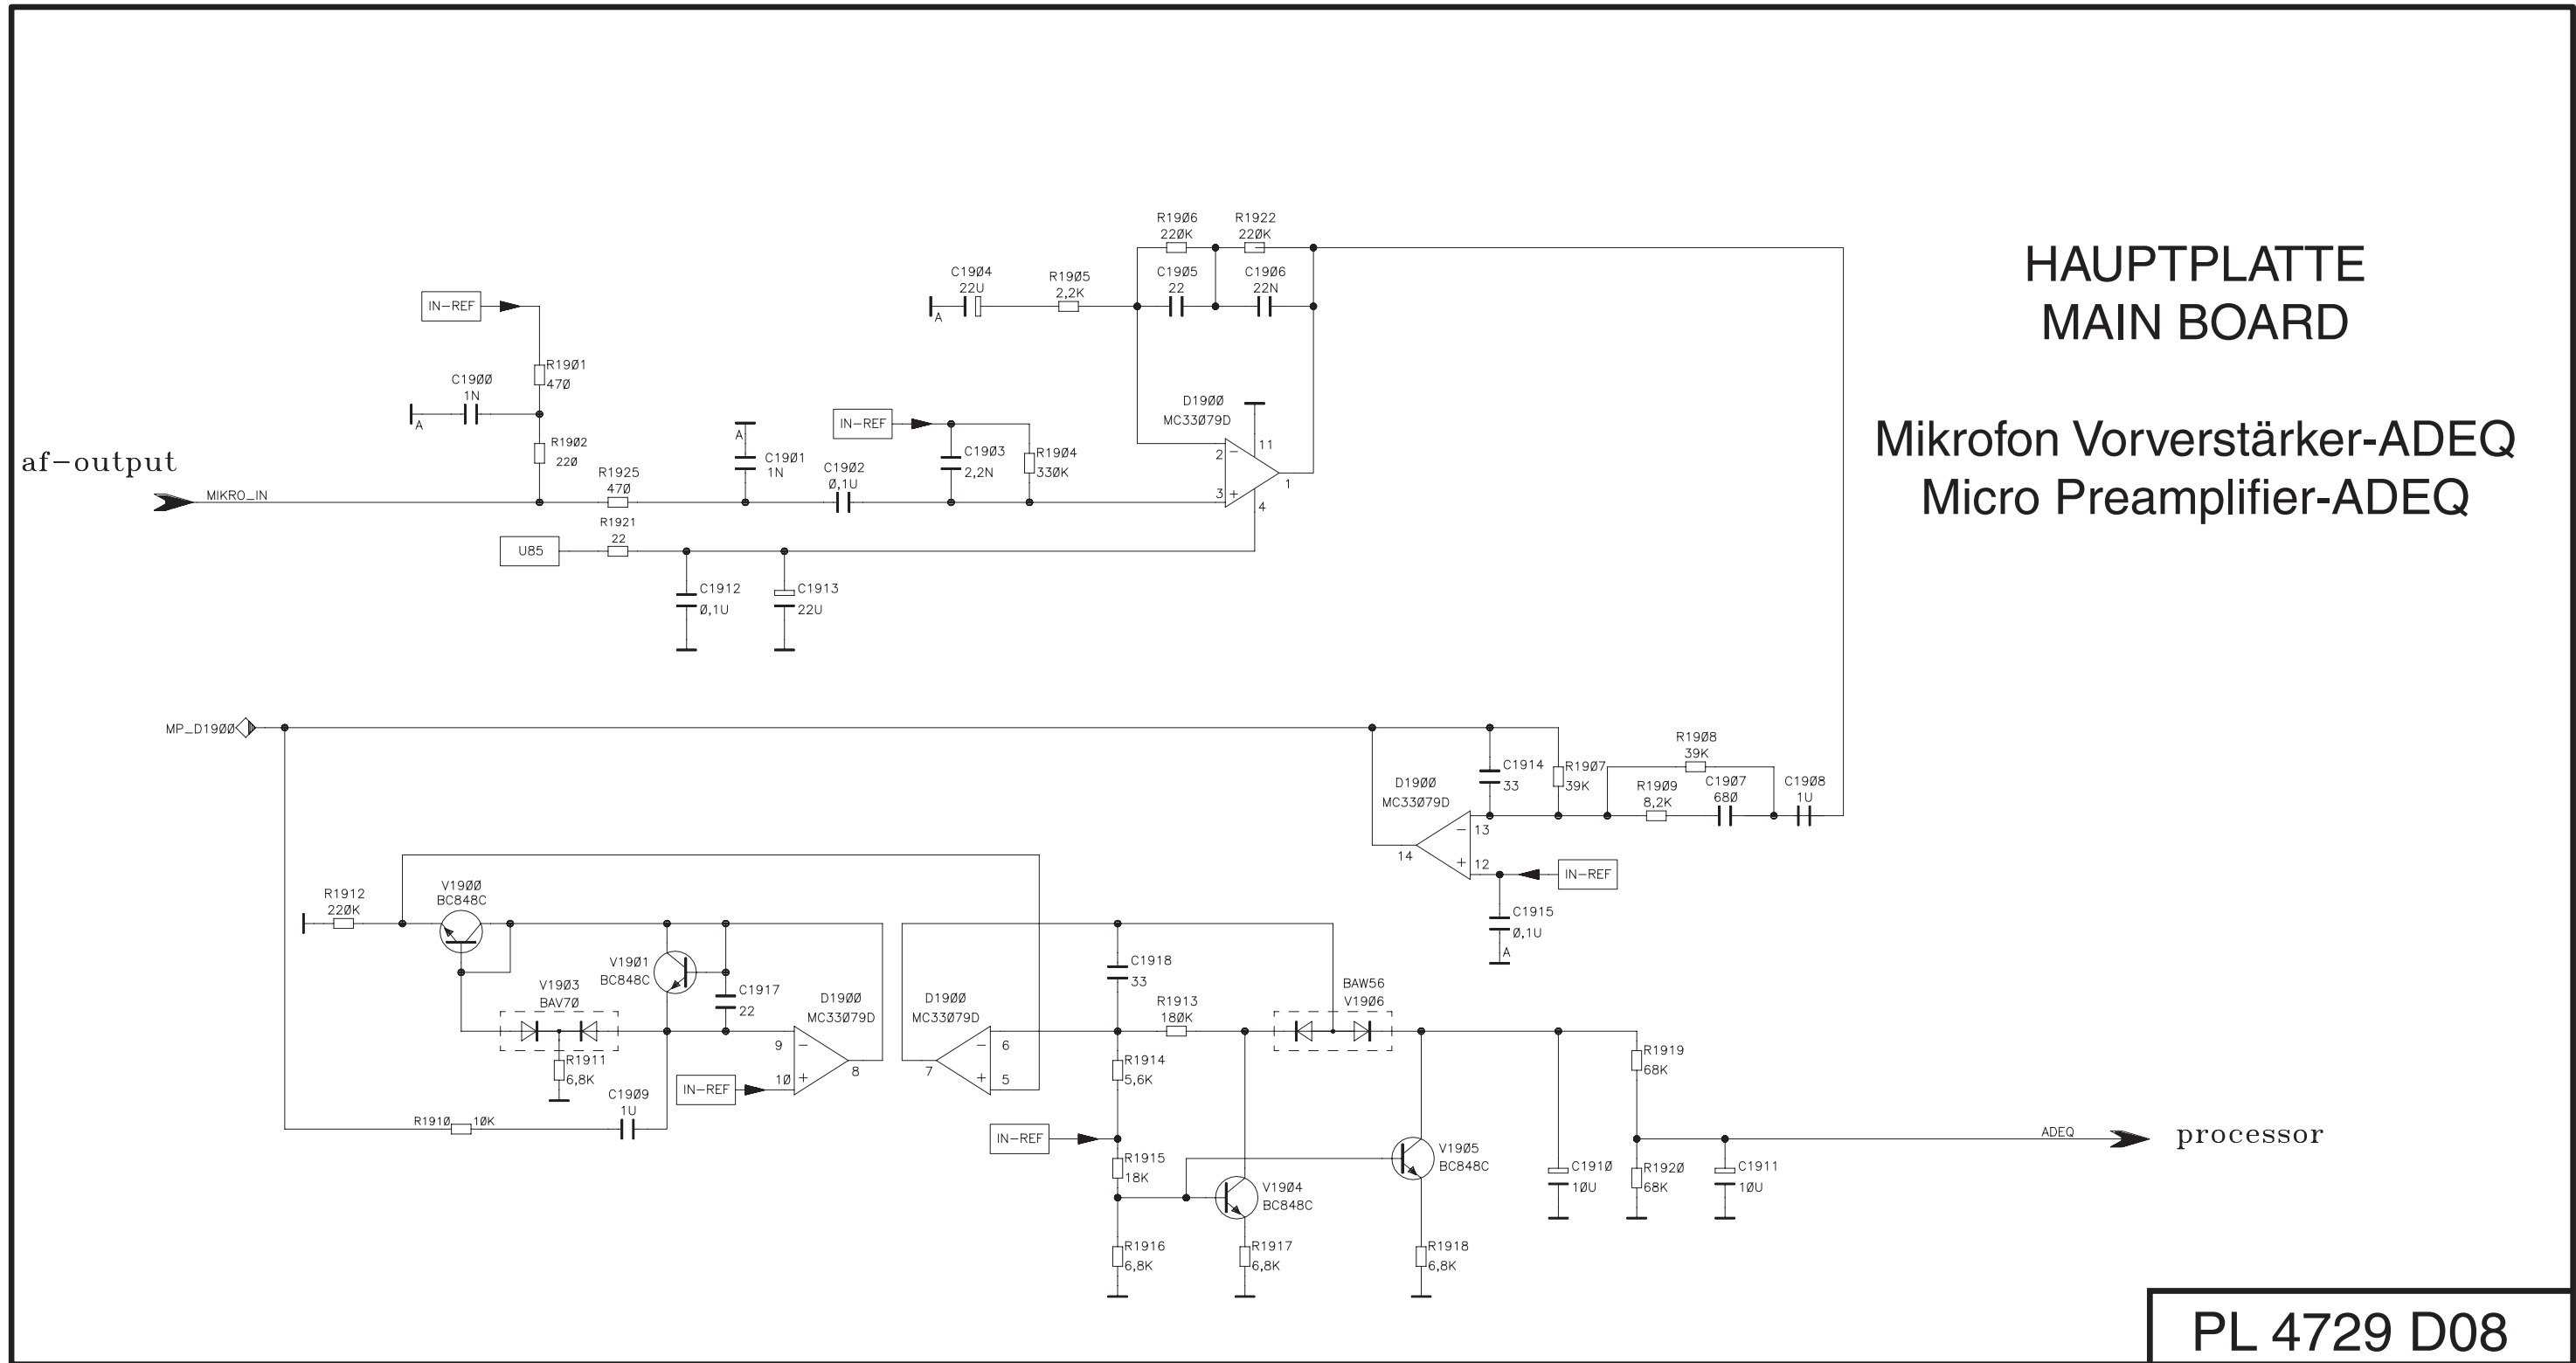 HAUPTPLATTE
MAIN BOARD
Mikrofon Vorverstärker-ADEQ
Micro Preamplifier-ADEQ
R19Ø6
22ØK
R1922
22ØK
C19Ø4
22U
R19Ø5
2,2K
C19Ø5
22
C19Ø6
22N
A
IN-REF
R19Ø1
47Ø
C19ØØ
1N
A
R19Ø2
22Ø
af-output
MIKRO_IN
R1925
47Ø
A
C19Ø1
1N
C19Ø2
Ø,1U
IN-REF
C19Ø3
2,2N
R19Ø4
33ØK
D19ØØ
MC33Ø79D
2
3
11
4
1
−
+
U85
R1921
22
C1912
Ø,1U
C1913
22U
MP_D19ØØ
C1914
33
R19Ø7
39K
R19Ø8
39K
R19Ø9
8,2K
C19Ø7
68Ø
C19Ø8
1U
D19ØØ
MC33Ø79D
− 13
14
+ 12
IN-REF
C1915
Ø,1U
A
R1912
22ØK
V19ØØ
BC848C
V19Ø1
BC848C
C1917
22
V19Ø3
BAV7Ø
R1911
6,8K
D19ØØ
MC33Ø79D
9 −
1Ø +
8
IN-REF
C19Ø9
1U
R191Ø 1ØK
D19ØØ
MC33Ø79D
− 6
7
+ 5
C1918
33
R1913
18ØK
BAW56
V19Ø6
R1914
5,6K
IN-REF
R1915
18K
R1916
6,8K
V19Ø4
BC848C
R1917
6,8K
V19Ø5
BC848C
R1918
6,8K
C191Ø
1ØU
R1919
68K
R192Ø
68K
C1911
1ØU
ADEQ
processor
PL 4729 D08